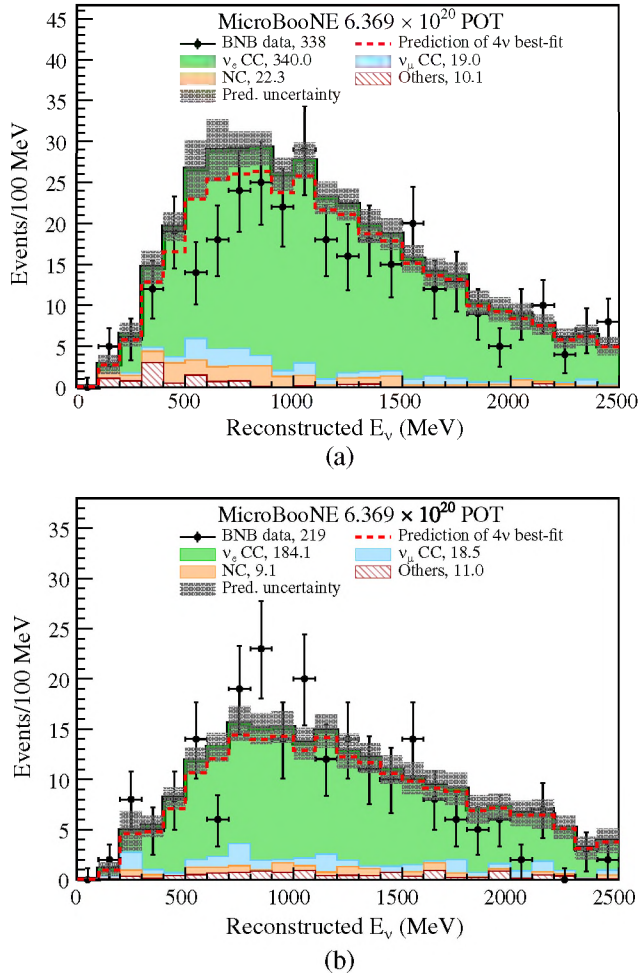 MicroBooNE 6.369 × 10²⁰ POT
BNB data, 338 Prediction of 4ν best-fit
νₑ CC, 340.0 ν_μ CC, 19.0
NC, 22.3 Others, 10.1
Pred. uncertainty
Events/100 MeV
45
40
35
30
25
20
15
10
5
0
0 500 1000 1500 2000 2500
Reconstructed E_ν (MeV)
(a)
MicroBooNE 6.369 × 10²⁰ POT
BNB data, 219 Prediction of 4ν best-fit
νₑ CC, 184.1 ν_μ CC, 18.5
NC, 9.1 Others, 11.0
Pred. uncertainty
Events/100 MeV
35
30
25
20
15
10
5
0
0 500 1000 1500 2000 2500
Reconstructed E_ν (MeV)
(b)